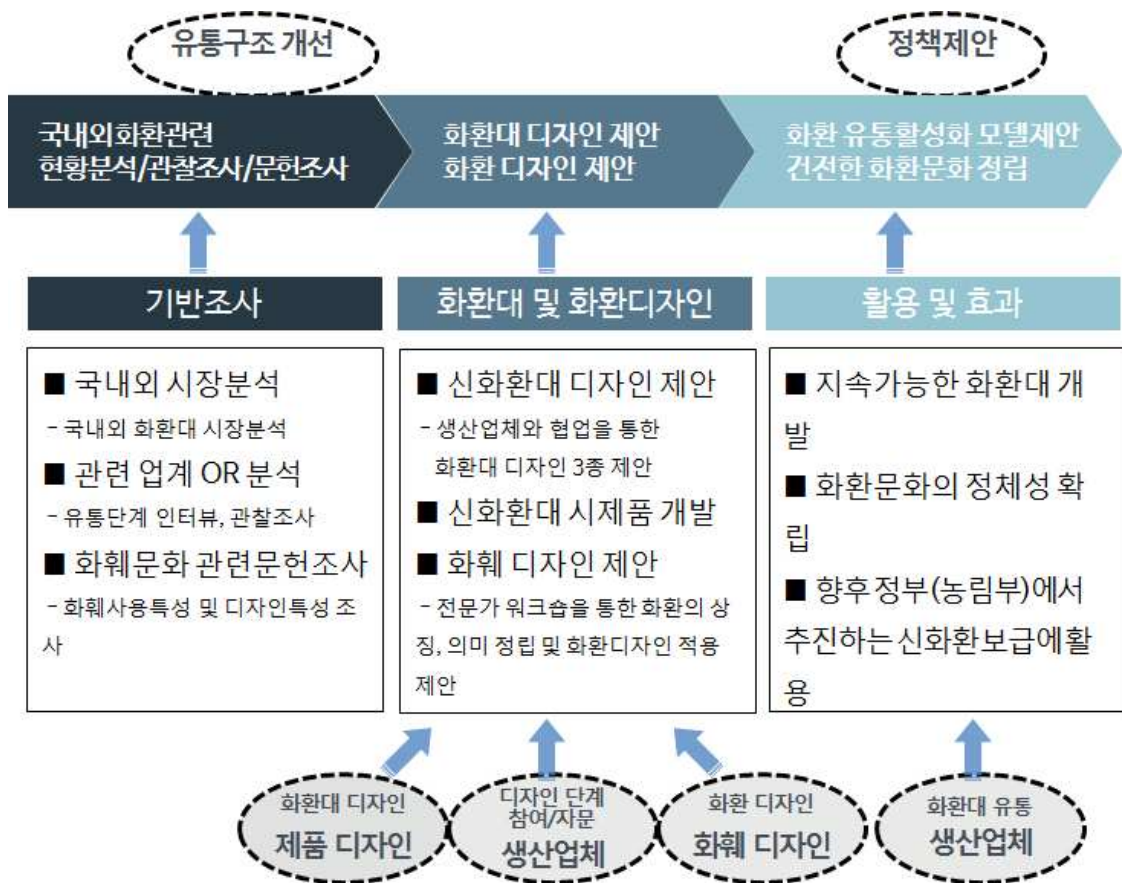 유통구조 개선
정책제안
국내외화환관련
현황분석/관찰조사/문헌조사
화환대 디자인 제안
화환 디자인 제안
화환 유통활성화 모델제안
건전한 화환문화 정립
기반조사
■ 국내외 시장분석
- 국내외 화환대 시장분석
■ 관련 업계 OR 분석
- 유통단계 인터뷰, 관찰조사
■ 화훼문화 관련문헌조사
- 화훼사용특성 및 디자인특성 조
사
화환대 및 화환디자인
■ 신화환대 디자인 제안
- 생산업체와 협업을 통한
화환대 디자인 3종 제안
■ 신화환대 시제품 개발
■ 화훼 디자인 제안
- 전문가 워크숍을 통한 화환의 상
징, 의미 정립 및 화환디자인 적용
제안
활용 및 효과
■ 지속가능한 화환대 개
발
■ 화환문화의 정체성 확
립
■ 향후 정부(농림부)에서
추진하는 신화환보급에 활
용
화환대 디자인
제품 디자인
디자인 단계
참여/자문
생산업체
화환 디자인
화훼 디자인
화환대 유통
생산업체